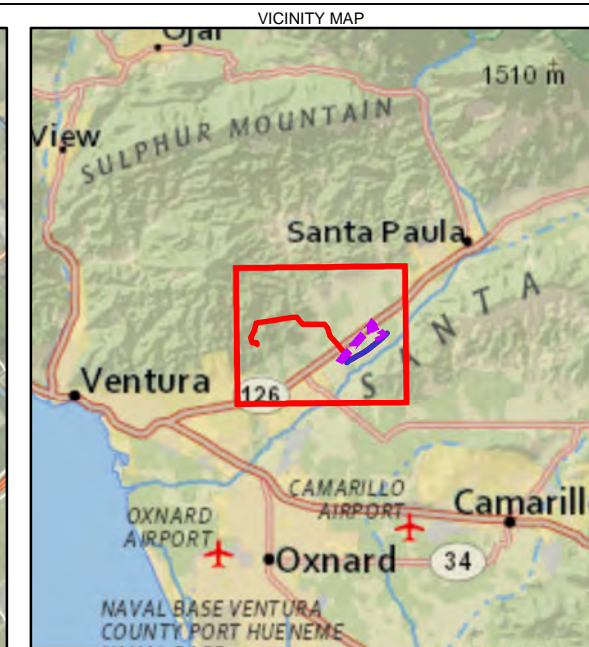 VICINITY MAP
Ojai
1510 m
View
SULPHUR MOUNTAIN
Santa Paula
SANTA
Ventura
126
CAMARILLO
AIRPORT
Camarill
OXNARD
AIRPORT
Oxnard
34
NAVAL BASE VENTURA
COUNTY PORT HUENEME